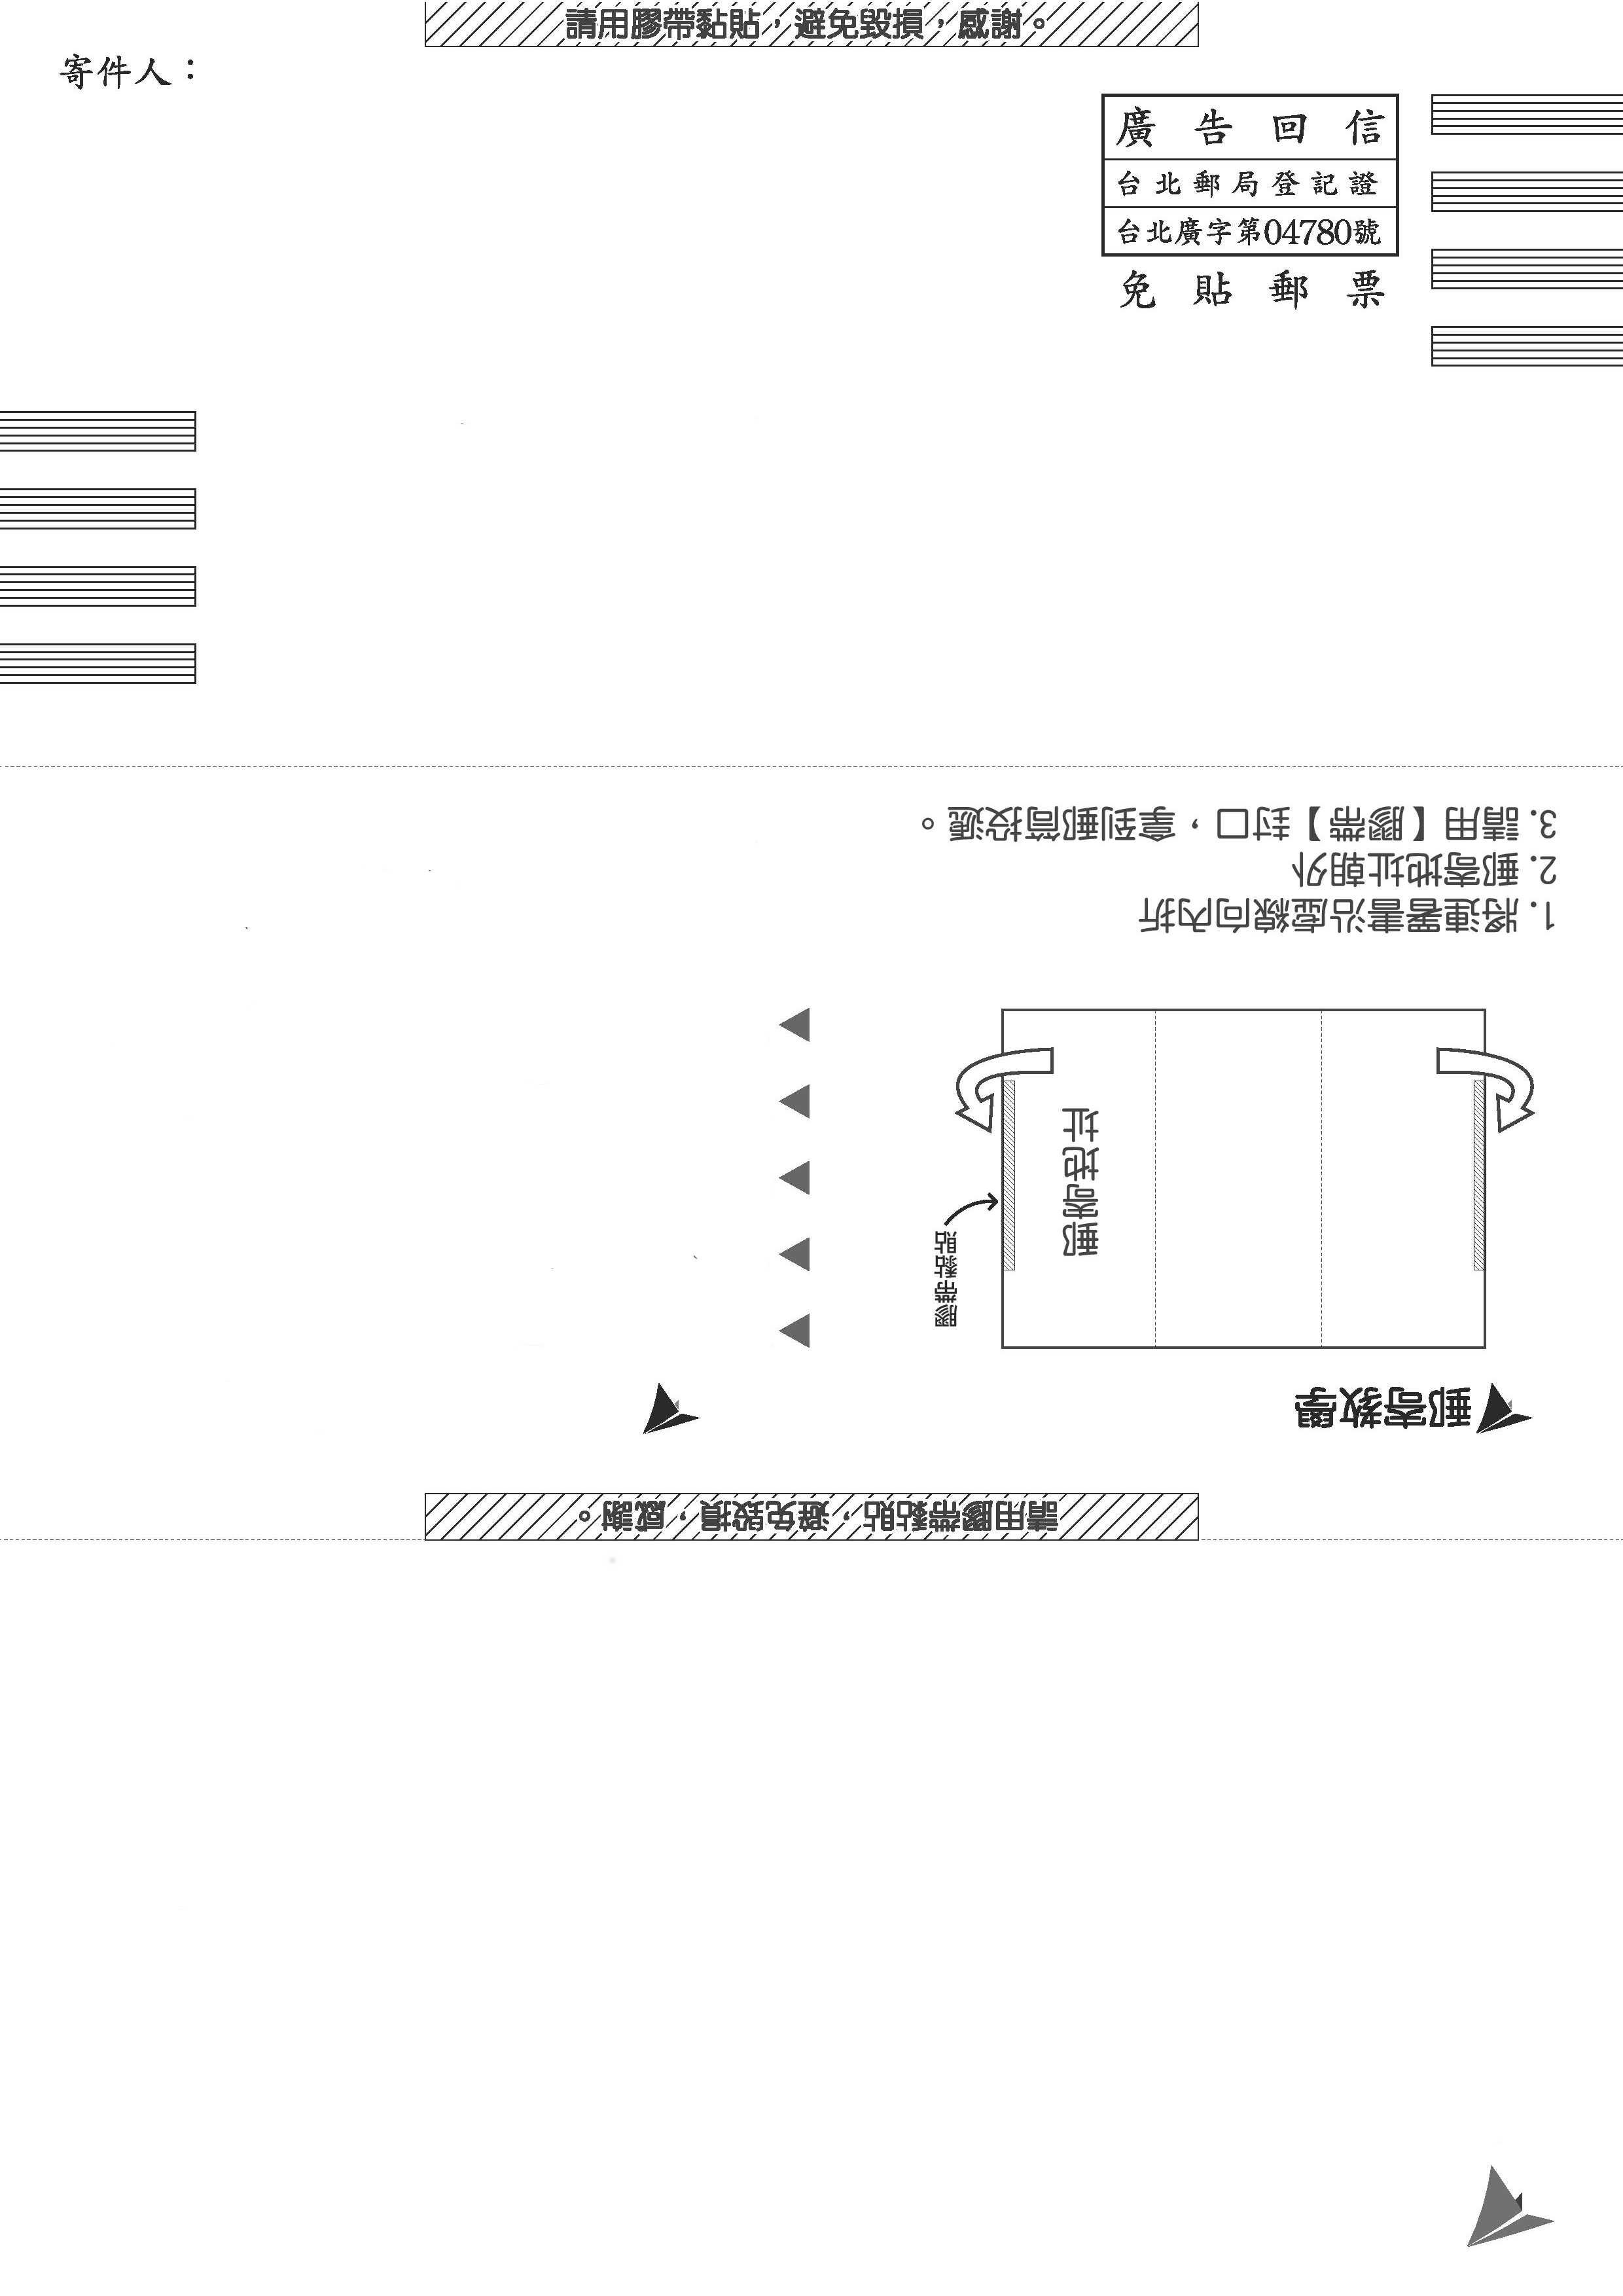 請用膠帶黏貼，避免毀損，感謝。
寄件人：
廣告回信
台北郵局登記證
台北廣字第04780號
免貼郵票
請用膠帶黏貼，避免毀損，感謝。
郵寄教學
郵寄地址
膠帶黏貼
1. 將連署書沿虛線向內折
2. 郵寄地址朝外
3. 請用【膠帶】封口，拿到郵筒投遞。